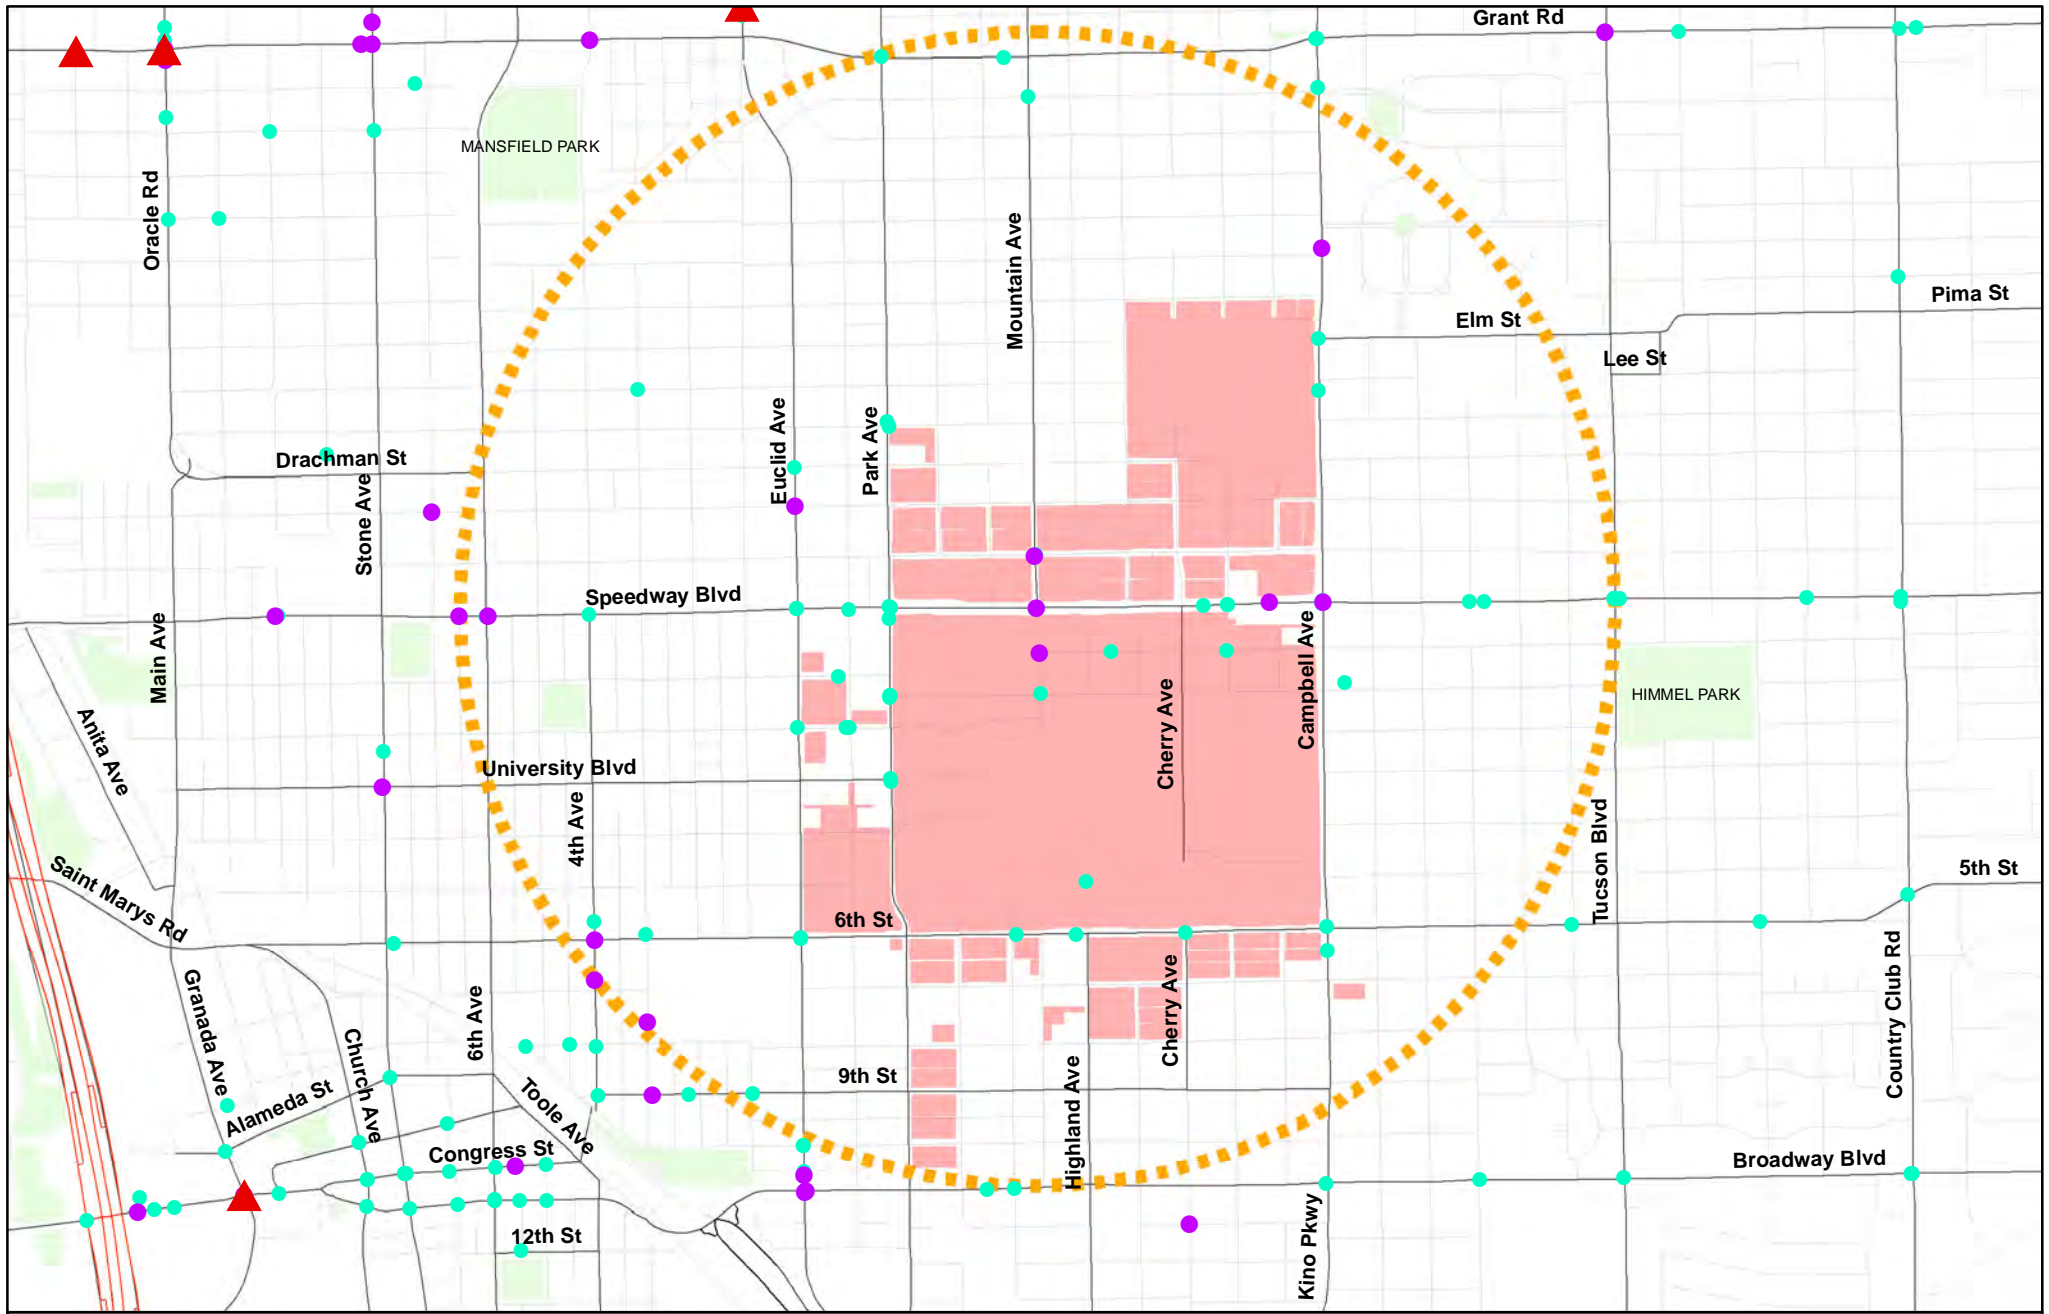 Grant Rd
MANSFIELD PARK
Oracle Rd
Mountain Ave
Pima St
Elm St
Lee St
Euclid Ave
Park Ave
Drachman St
Stone Ave
Speedway Blvd
Main Ave
Campbell Ave
HIMMEL PARK
Cherry Ave
Anita Ave
University Blvd
4th Ave
Tucson Blvd
5th St
Saint Marys Rd
6th St
Granada Ave
6th Ave
Church Ave
Cherry Ave
Country Club Rd
9th St
Highland Ave
Alameda St
Toole Ave
Congress St
Broadway Blvd
12th St
Kino Pkwy